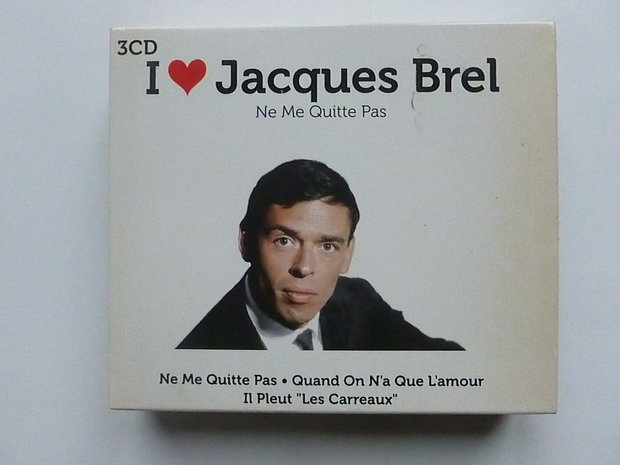 3CD
I ❤ Jacques Brel
Ne Me Quitte Pas
Ne Me Quitte Pas • Quand On N'a Que L'amour
Il Pleut "Les Carreaux"